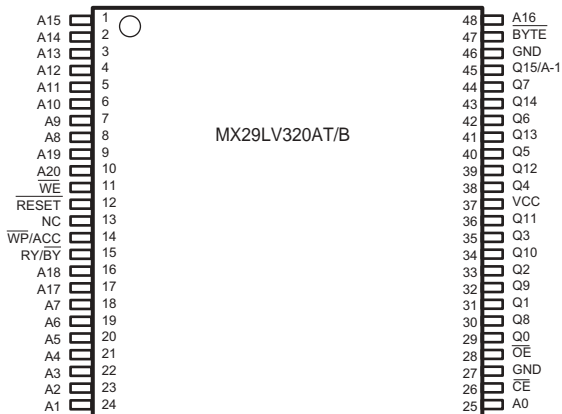 A15 1 48 A16
A14 2 47 BYTE
A13 3 46 GND
A12 4 45 Q15/A-1
A11 5 44 Q7
A10 6 43 Q14
A9 7 42 Q6
A8 8 MX29LV320AT/B 41 Q13
A19 9 40 Q5
A20 10 39 Q12
WE 11 38 Q4
RESET 12 37 VCC
NC 13 36 Q11
WP/ACC 14 35 Q3
RY/BY 15 34 Q10
A18 16 33 Q2
A17 17 32 Q9
A7 18 31 Q1
A6 19 30 Q8
A5 20 29 Q0
A4 21 28 OE
A3 22 27 GND
A2 23 26 CE
A1 24 25 A0